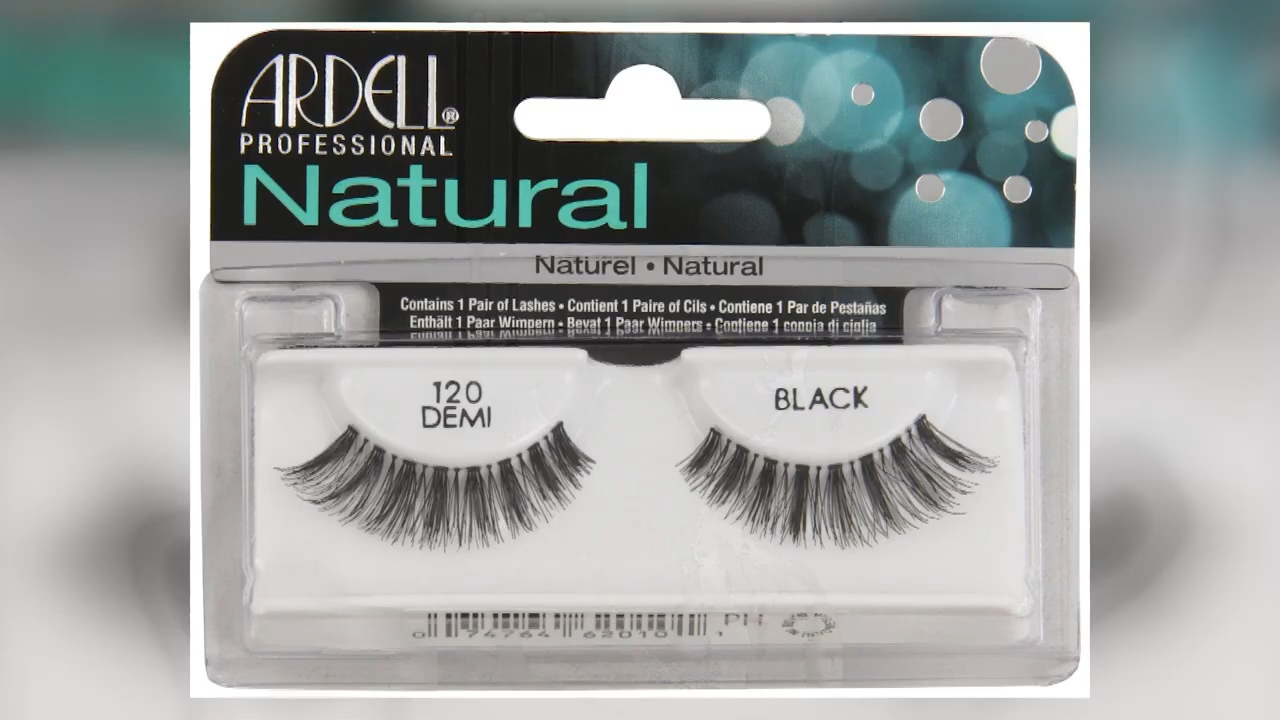 ARDELL®
PROFESSIONAL
Natural
Naturel • Natural
Contains 1 Pair of Lashes • Contient 1 Paire de Cils • Contiene 1 Par de Pestañas
Enthält 1 Paar Wimpern • Bevat 1 Paar Wimpers • Contiene 1 coppia di ciglia
120
DEMI
BLACK
0 74764 62010 1
PH